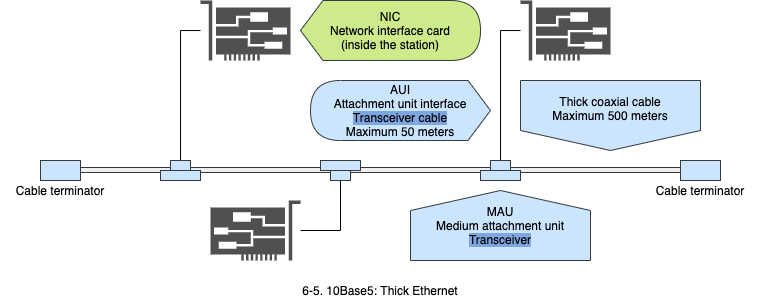 NIC
Network interface card
(inside the station)
AUI
Attachment unit interface
Transceiver cable
Maximum 50 meters
Thick coaxial cable
Maximum 500 meters
Cable terminator
Cable terminator
MAU
Medium attachment unit
Transceiver
6-5. 10Base5: Thick Ethernet